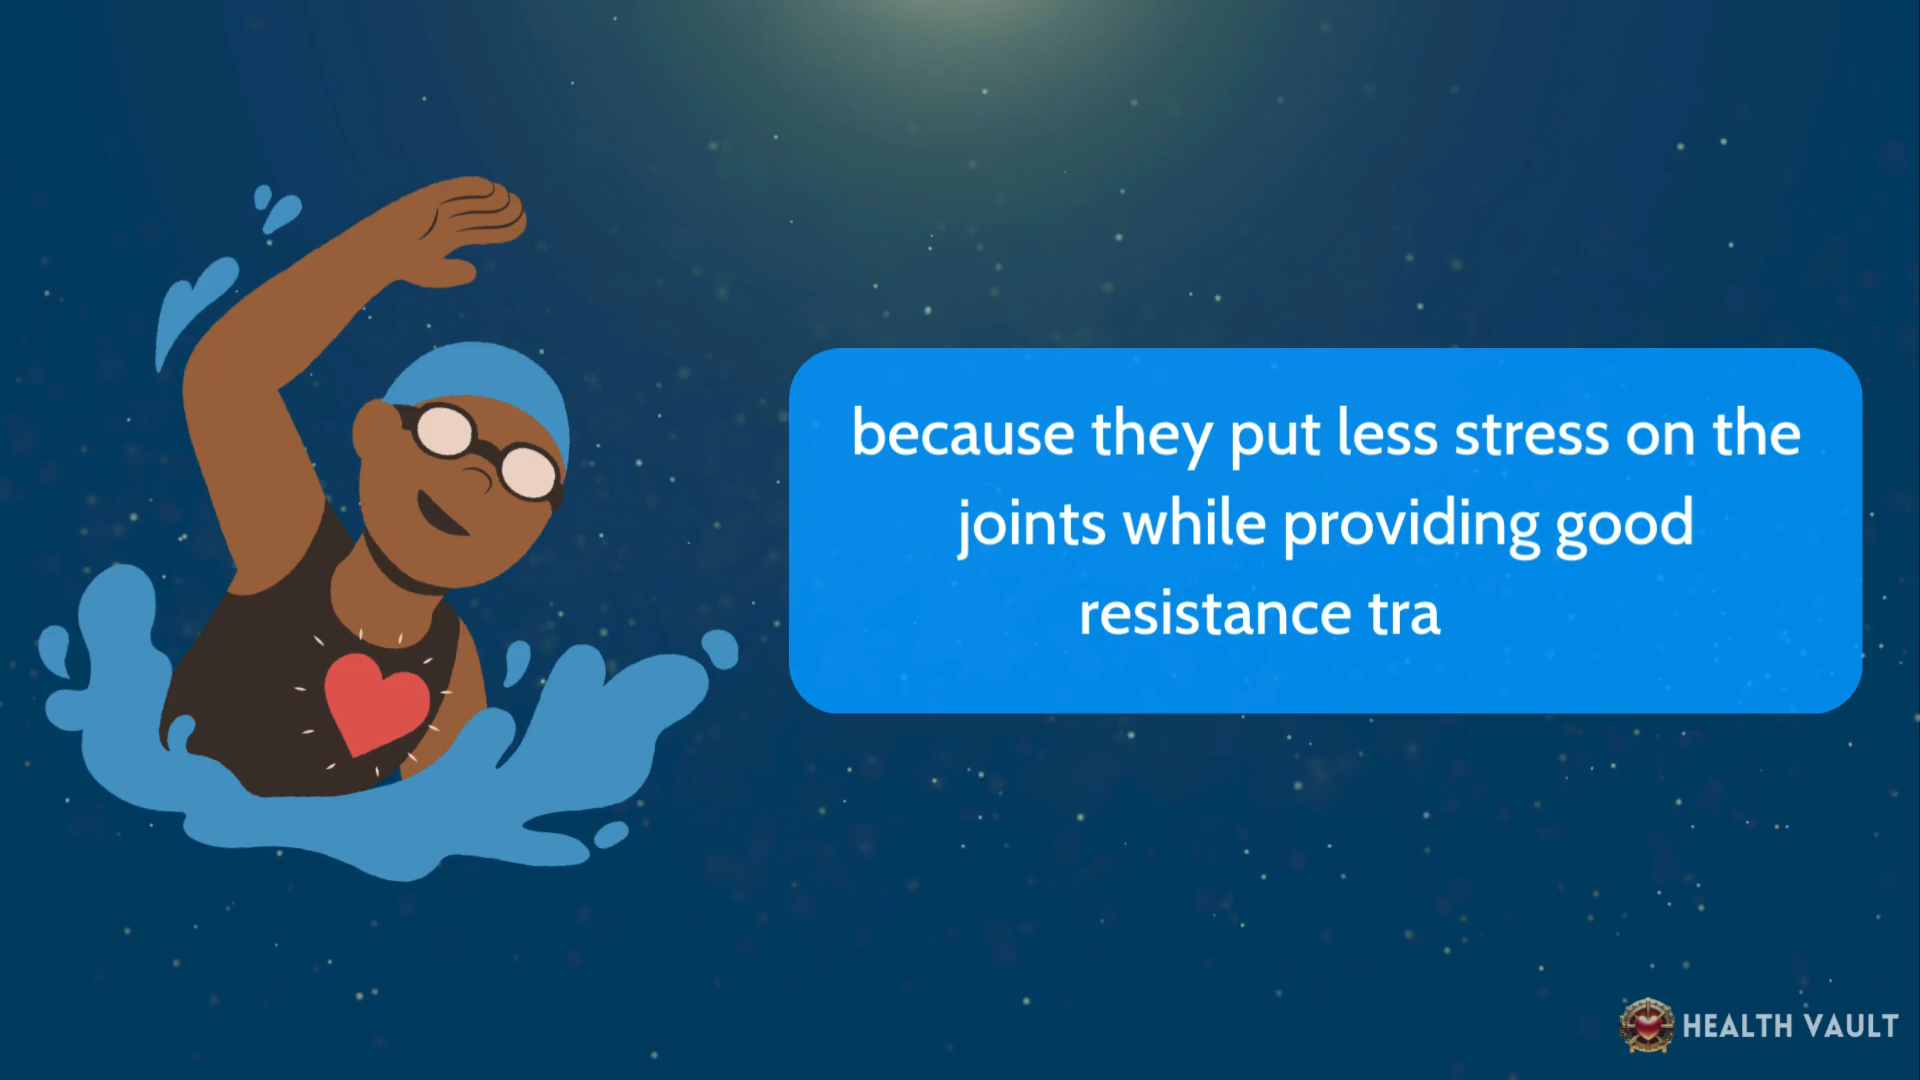 because they put less stress on the
joints while providing good
resistance tra
HEALTH VAULT